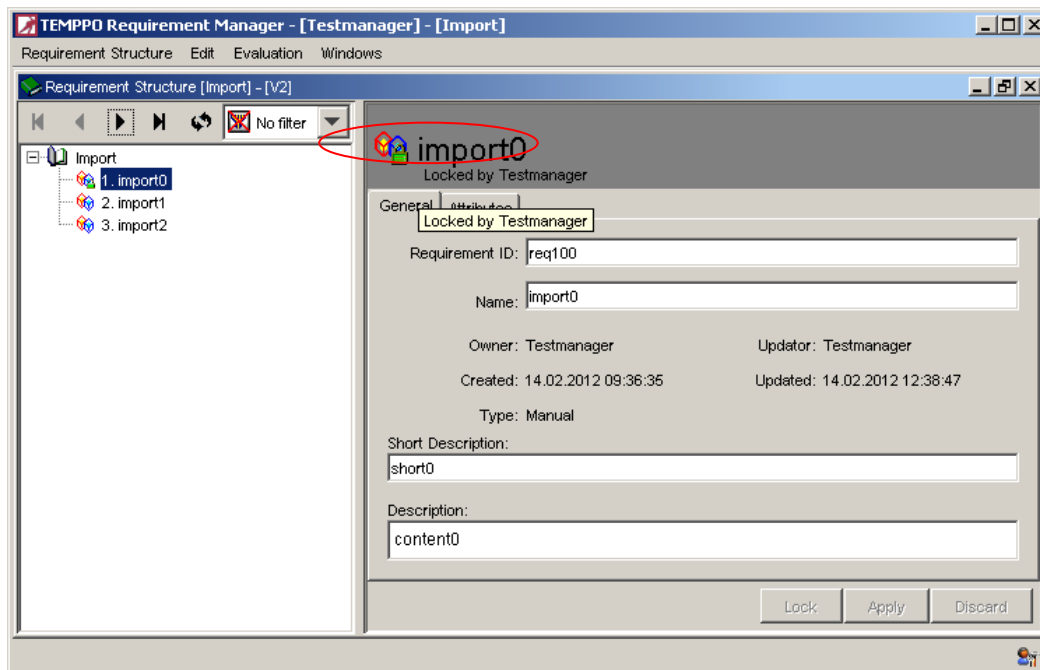 TEMPPO Requirement Manager - [Testmanager] - [Import]
Requirement Structure Edit Evaluation Windows
Requirement Structure [Import] - [V2]
No filter
Import
1. import0
2. import1
3. import2
import0
Locked by Testmanager
General Attributes
Locked by Testmanager
Requirement ID: req100
Name: import0
Owner: Testmanager Updator: Testmanager
Created: 14.02.2012 09:36:35 Updated: 14.02.2012 12:38:47
Type: Manual
Short Description:
short0
Description:
content0
Lock Apply Discard